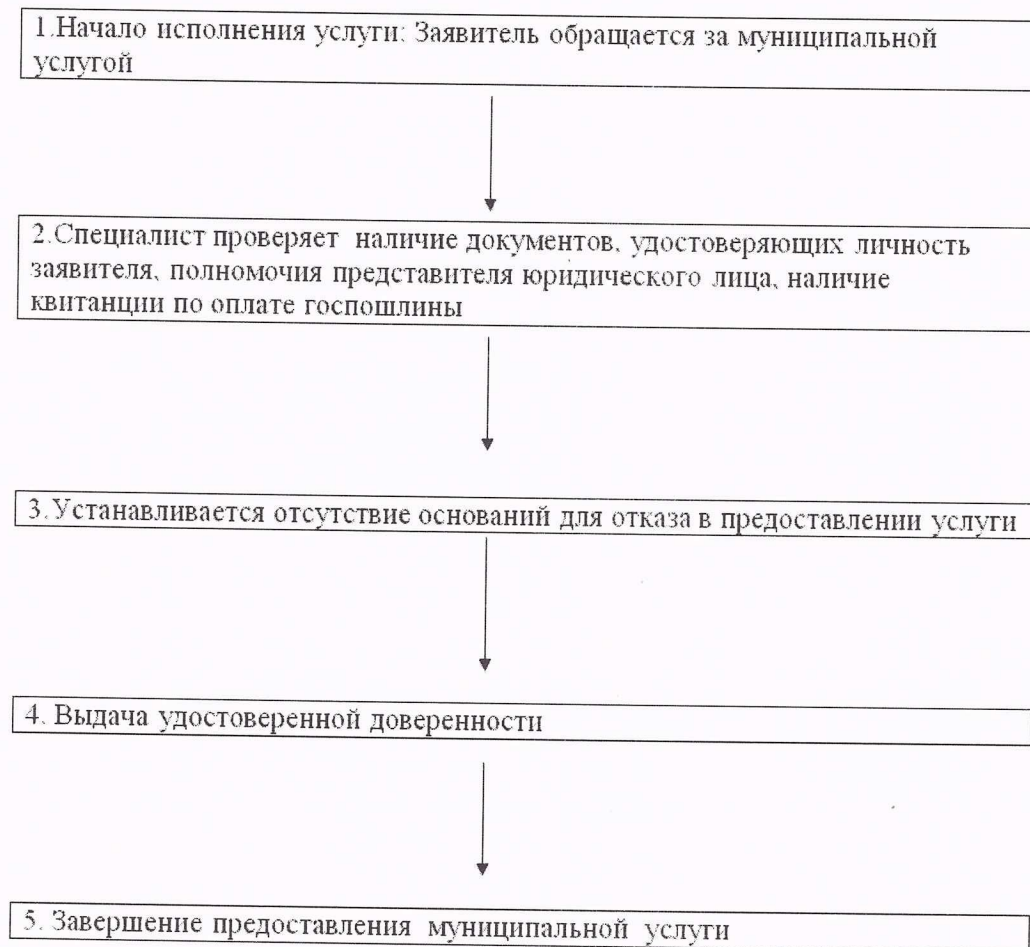 1.Начало исполнения услуги: Заявитель обращается за муниципальной
услугой
2.Специалист проверяет наличие документов, удостоверяющих личность
заявителя, полномочия представителя юридического лица, наличие
квитанции по оплате госпошлины
3.Устанавливается отсутствие оснований для отказа в предоставлении услуги
4. Выдача удостоверенной доверенности
5. Завершение предоставления муниципальной услуги